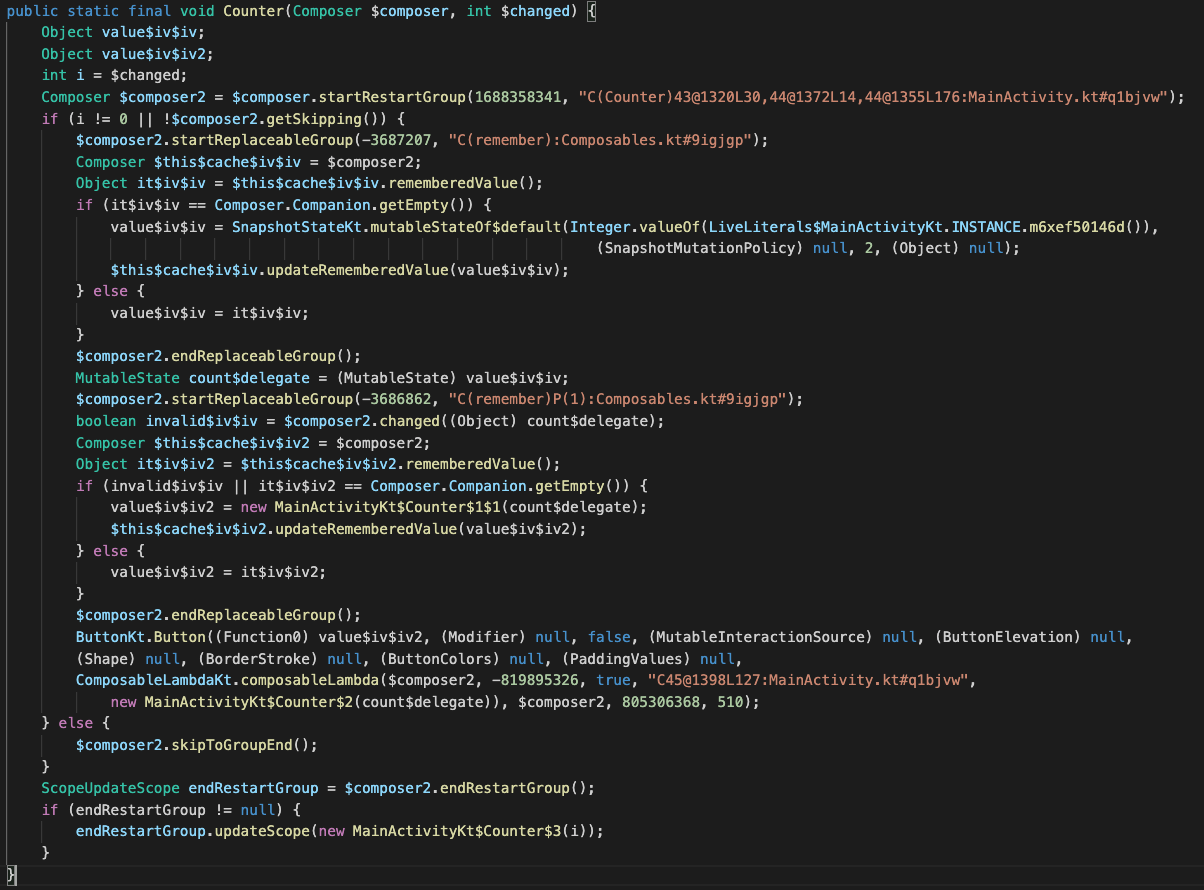 public static final void Counter(Composer $composer, int $changed) {
    Object value$iv$iv;
    Object value$iv$iv2;
    int i = $changed;
    Composer $composer2 = $composer.startRestartGroup(1688358341, "C(Counter)43@1320L30,44@1372L14,44@1355L176:MainActivity.kt#q1bjvw");
    if (i != 0 || !$composer2.getSkipping()) {
        $composer2.startReplaceableGroup(-3687207, "C(remember):Composables.kt#9igjgp");
        Composer $this$cache$iv$iv = $composer2;
        Object it$iv$iv = $this$cache$iv$iv.rememberedValue();
        if (it$iv$iv == Composer.Companion.getEmpty()) {
            value$iv$iv = SnapshotStateKt.mutableStateOf$default(Integer.valueOf(LiveLiterals$MainActivityKt.INSTANCE.m6xef50146d()),
                                                                    (SnapshotMutationPolicy) null, 2, (Object) null);
            $this$cache$iv$iv.updateRememberedValue(value$iv$iv);
        } else {
            value$iv$iv = it$iv$iv;
        }
        $composer2.endReplaceableGroup();
        MutableState count$delegate = (MutableState) value$iv$iv;
        $composer2.startReplaceableGroup(-3686862, "C(remember)P(1):Composables.kt#9igjgp");
        boolean invalid$iv$iv = $composer2.changed((Object) count$delegate);
        Composer $this$cache$iv$iv2 = $composer2;
        Object it$iv$iv2 = $this$cache$iv$iv2.rememberedValue();
        if (invalid$iv$iv || it$iv$iv2 == Composer.Companion.getEmpty()) {
            value$iv$iv2 = new MainActivityKt$Counter$1$1(count$delegate);
            $this$cache$iv$iv2.updateRememberedValue(value$iv$iv2);
        } else {
            value$iv$iv2 = it$iv$iv2;
        }
        $composer2.endReplaceableGroup();
        ButtonKt.Button((Function0) value$iv$iv2, (Modifier) null, false, (MutableInteractionSource) null, (ButtonElevation) null,
        (Shape) null, (BorderStroke) null, (ButtonColors) null, (PaddingValues) null,
        ComposableLambdaKt.composableLambda($composer2, -819895326, true, "C45@1398L127:MainActivity.kt#q1bjvw",
            new MainActivityKt$Counter$2(count$delegate)), $composer2, 805306368, 510);
    } else {
        $composer2.skipToGroupEnd();
    }
    ScopeUpdateScope endRestartGroup = $composer2.endRestartGroup();
    if (endRestartGroup != null) {
        endRestartGroup.updateScope(new MainActivityKt$Counter$3(i));
    }
}